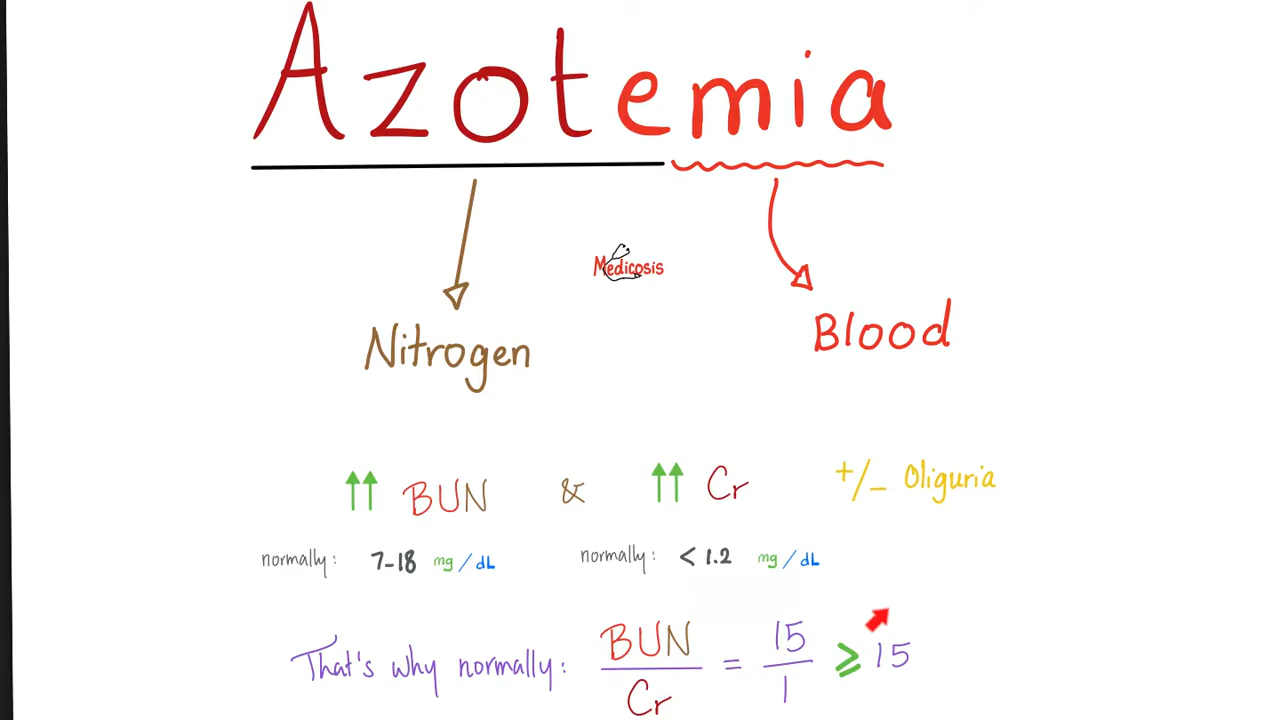 Azotemia
Medicosis
Nitrogen Blood
↑↑ BUN & ↑↑ Cr +/- Oliguria
normally: 7-18 mg/dL normally: < 1.2 mg/dL
That's why normally: BUN/Cr = 15/1 ⩾ 15